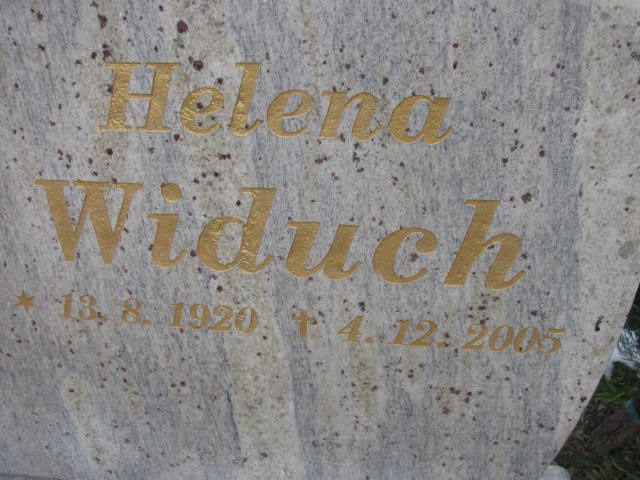 Helena
Widuch
* 13. 8. 1920 † 4. 12. 2005